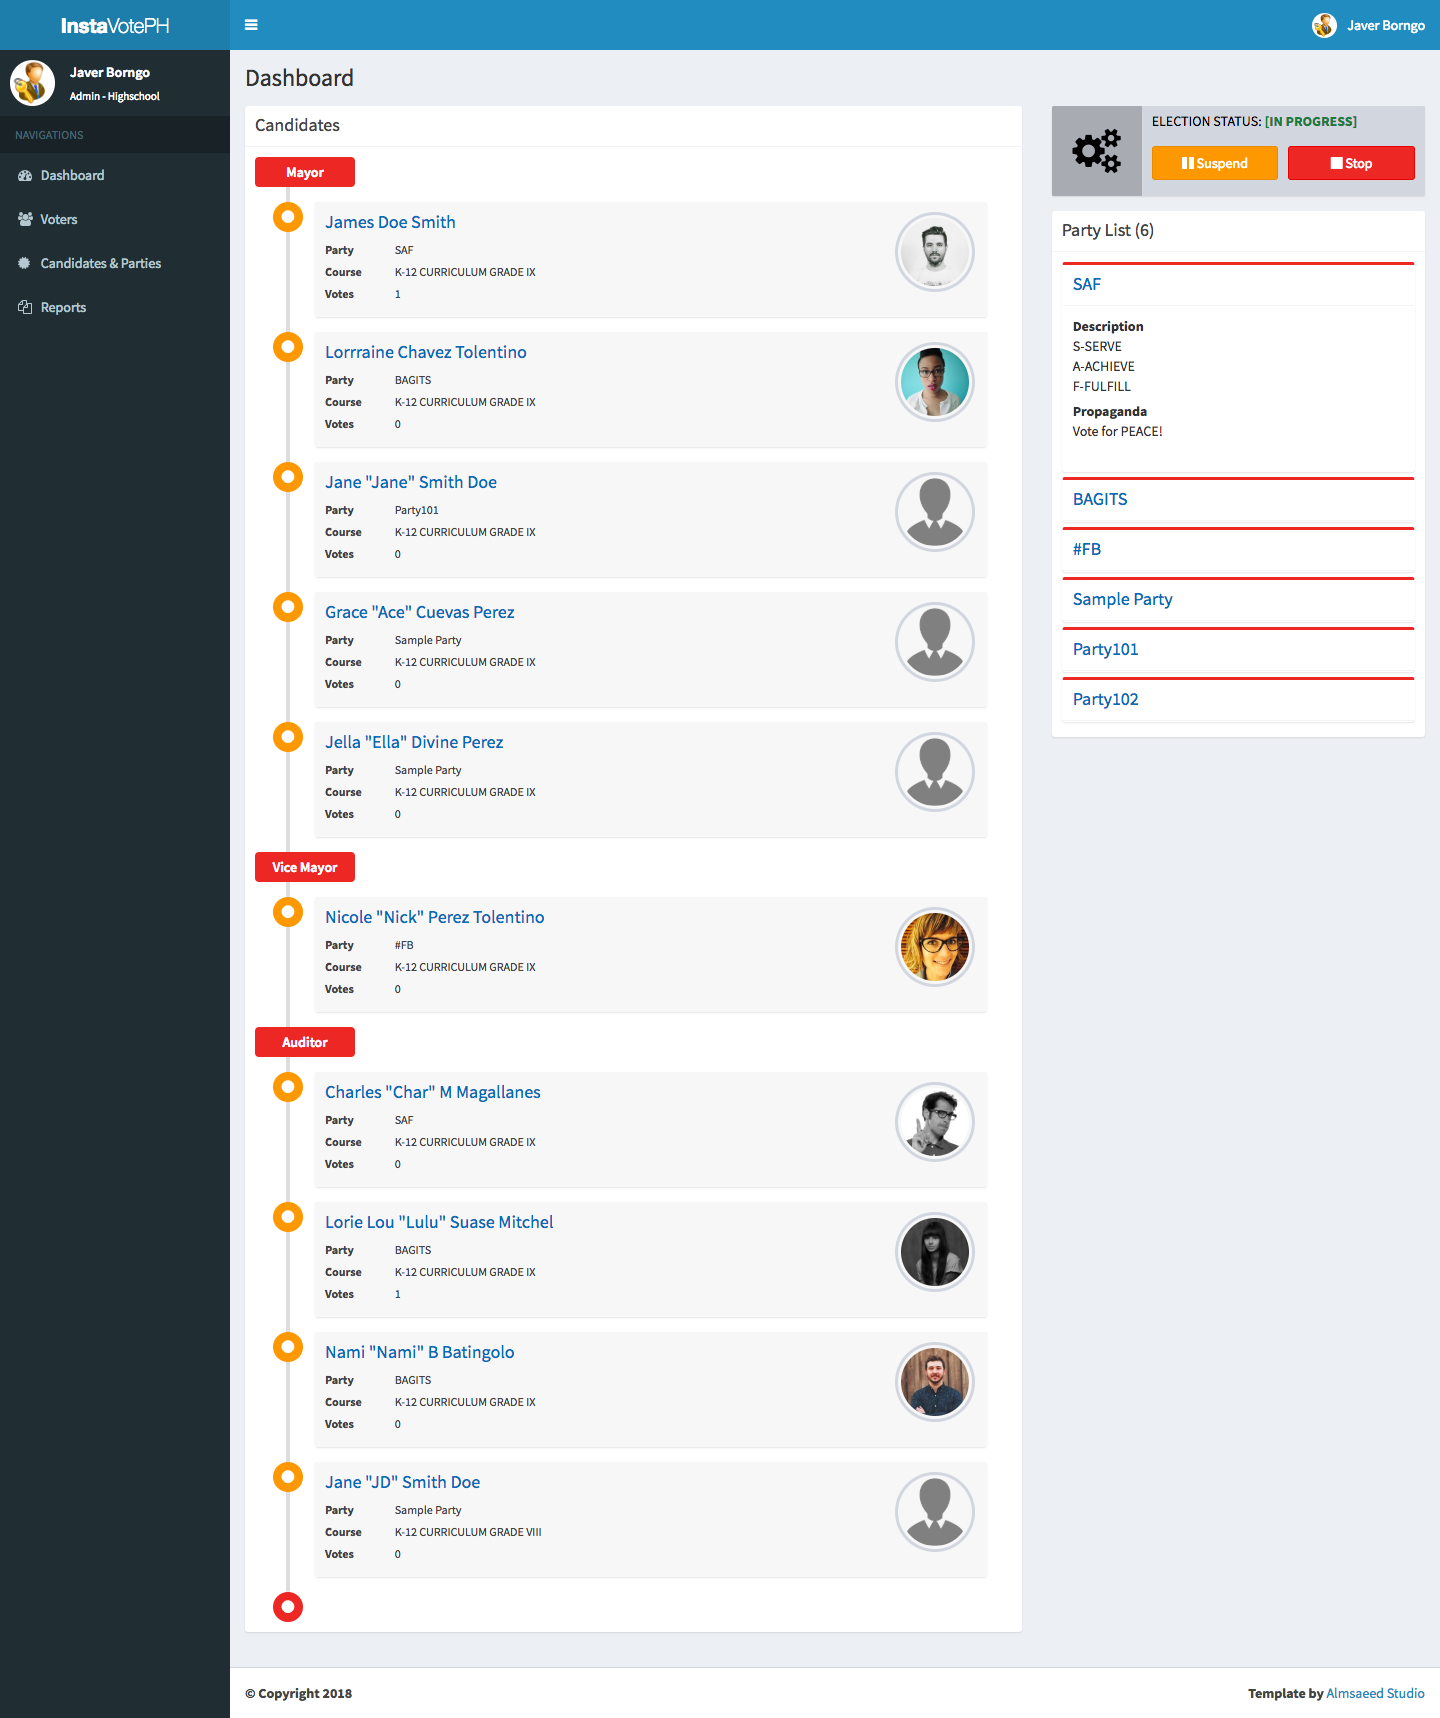 InstaVotePH
Javer Borngo
Javer Borngo
Admin - Highschool
NAVIGATIONS
Dashboard
Voters
Candidates & Parties
Reports
Dashboard
Candidates
Mayor
James Doe Smith
Party SAF
Course K-12 CURRICULUM GRADE IX
Votes 1
Lorrraine Chavez Tolentino
Party BAGITS
Course K-12 CURRICULUM GRADE IX
Votes 0
Jane "Jane" Smith Doe
Party Party101
Course K-12 CURRICULUM GRADE IX
Votes 0
Grace "Ace" Cuevas Perez
Party Sample Party
Course K-12 CURRICULUM GRADE IX
Votes 0
Jella "Ella" Divine Perez
Party Sample Party
Course K-12 CURRICULUM GRADE IX
Votes 0
Vice Mayor
Nicole "Nick" Perez Tolentino
Party #FB
Course K-12 CURRICULUM GRADE IX
Votes 0
Auditor
Charles "Char" M Magallanes
Party SAF
Course K-12 CURRICULUM GRADE IX
Votes 0
Lorie Lou "Lulu" Suase Mitchel
Party BAGITS
Course K-12 CURRICULUM GRADE IX
Votes 1
Nami "Nami" B Batingolo
Party BAGITS
Course K-12 CURRICULUM GRADE IX
Votes 0
Jane "JD" Smith Doe
Party Sample Party
Course K-12 CURRICULUM GRADE VIII
Votes 0
ELECTION STATUS: [IN PROGRESS]
Suspend
Stop
Party List (6)
SAF
Description
S-SERVE
A-ACHIEVE
F-FULFILL
Propaganda
Vote for PEACE!
BAGITS
#FB
Sample Party
Party101
Party102
© Copyright 2018
Template by Almsaeed Studio